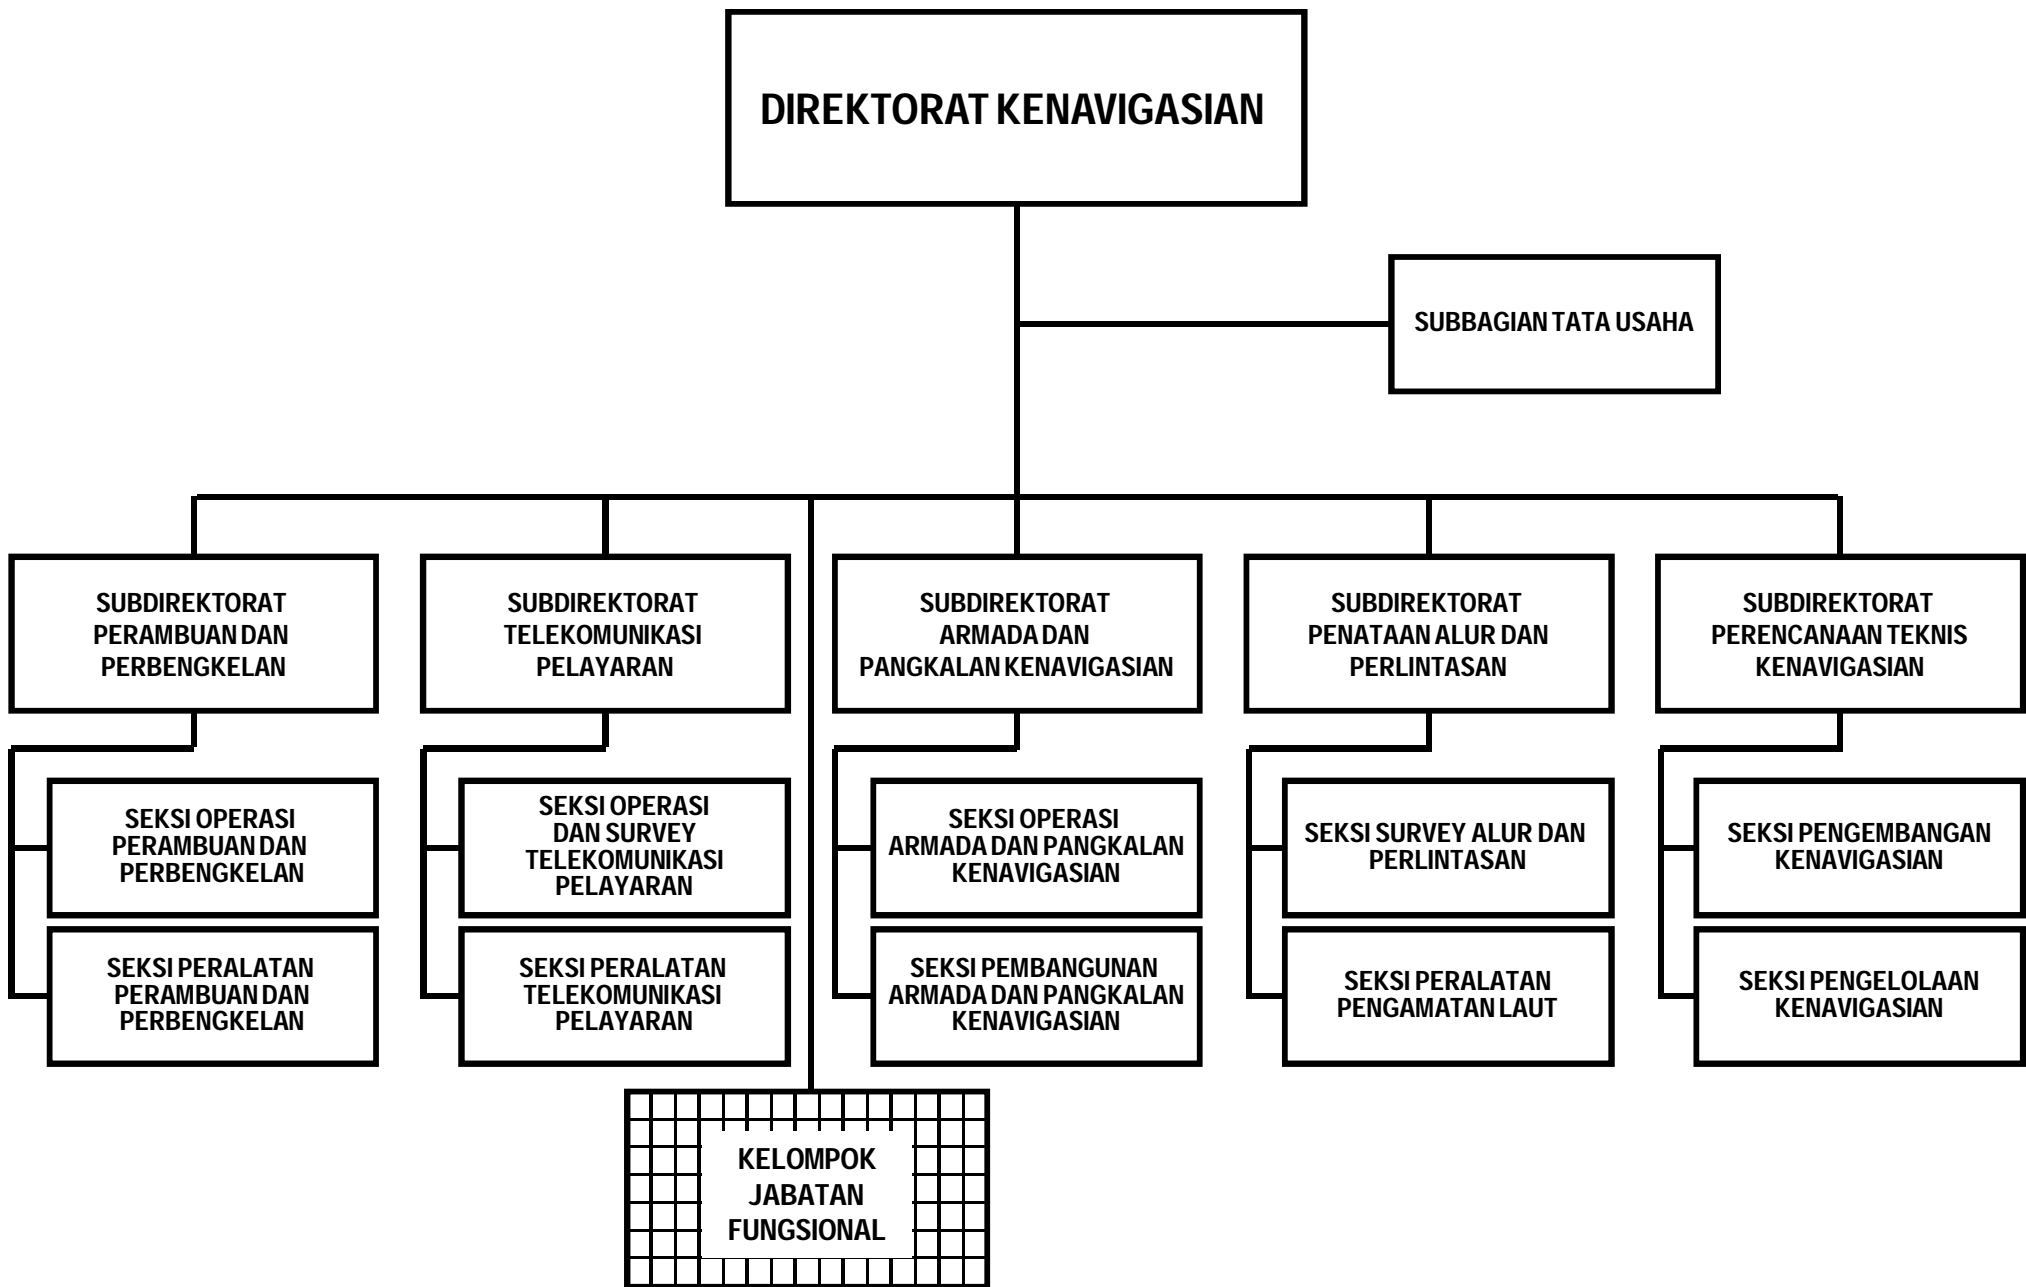 DIREKTORAT KENAVIGASIAN
SUBBAGIAN TATA USAHA
SUBDIREKTORAT
PERAMBUAN DAN
PERBENGKELAN
SUBDIREKTORAT
TELEKOMUNIKASI
PELAYARAN
SUBDIREKTORAT
ARMADA DAN
PANGKALAN KENAVIGASIAN
SUBDIREKTORAT
PENATAAN ALUR DAN
PERLINTASAN
SUBDIREKTORAT
PERENCANAAN TEKNIS
KENAVIGASIAN
SEKSI OPERASI
PERAMBUAN DAN
PERBENGKELAN
SEKSI OPERASI
DAN SURVEY
TELEKOMUNIKASI
PELAYARAN
SEKSI OPERASI
ARMADA DAN PANGKALAN
KENAVIGASIAN
SEKSI SURVEY ALUR DAN
PERLINTASAN
SEKSI PENGEMBANGAN
KENAVIGASIAN
SEKSI PERALATAN
PERAMBUAN DAN
PERBENGKELAN
SEKSI PERALATAN
TELEKOMUNIKASI
PELAYARAN
SEKSI PEMBANGUNAN
ARMADA DAN PANGKALAN
KENAVIGASIAN
SEKSI PERALATAN
PENGAMATAN LAUT
SEKSI PENGELOLAAN
KENAVIGASIAN
KELOMPOK
JABATAN
FUNGSIONAL